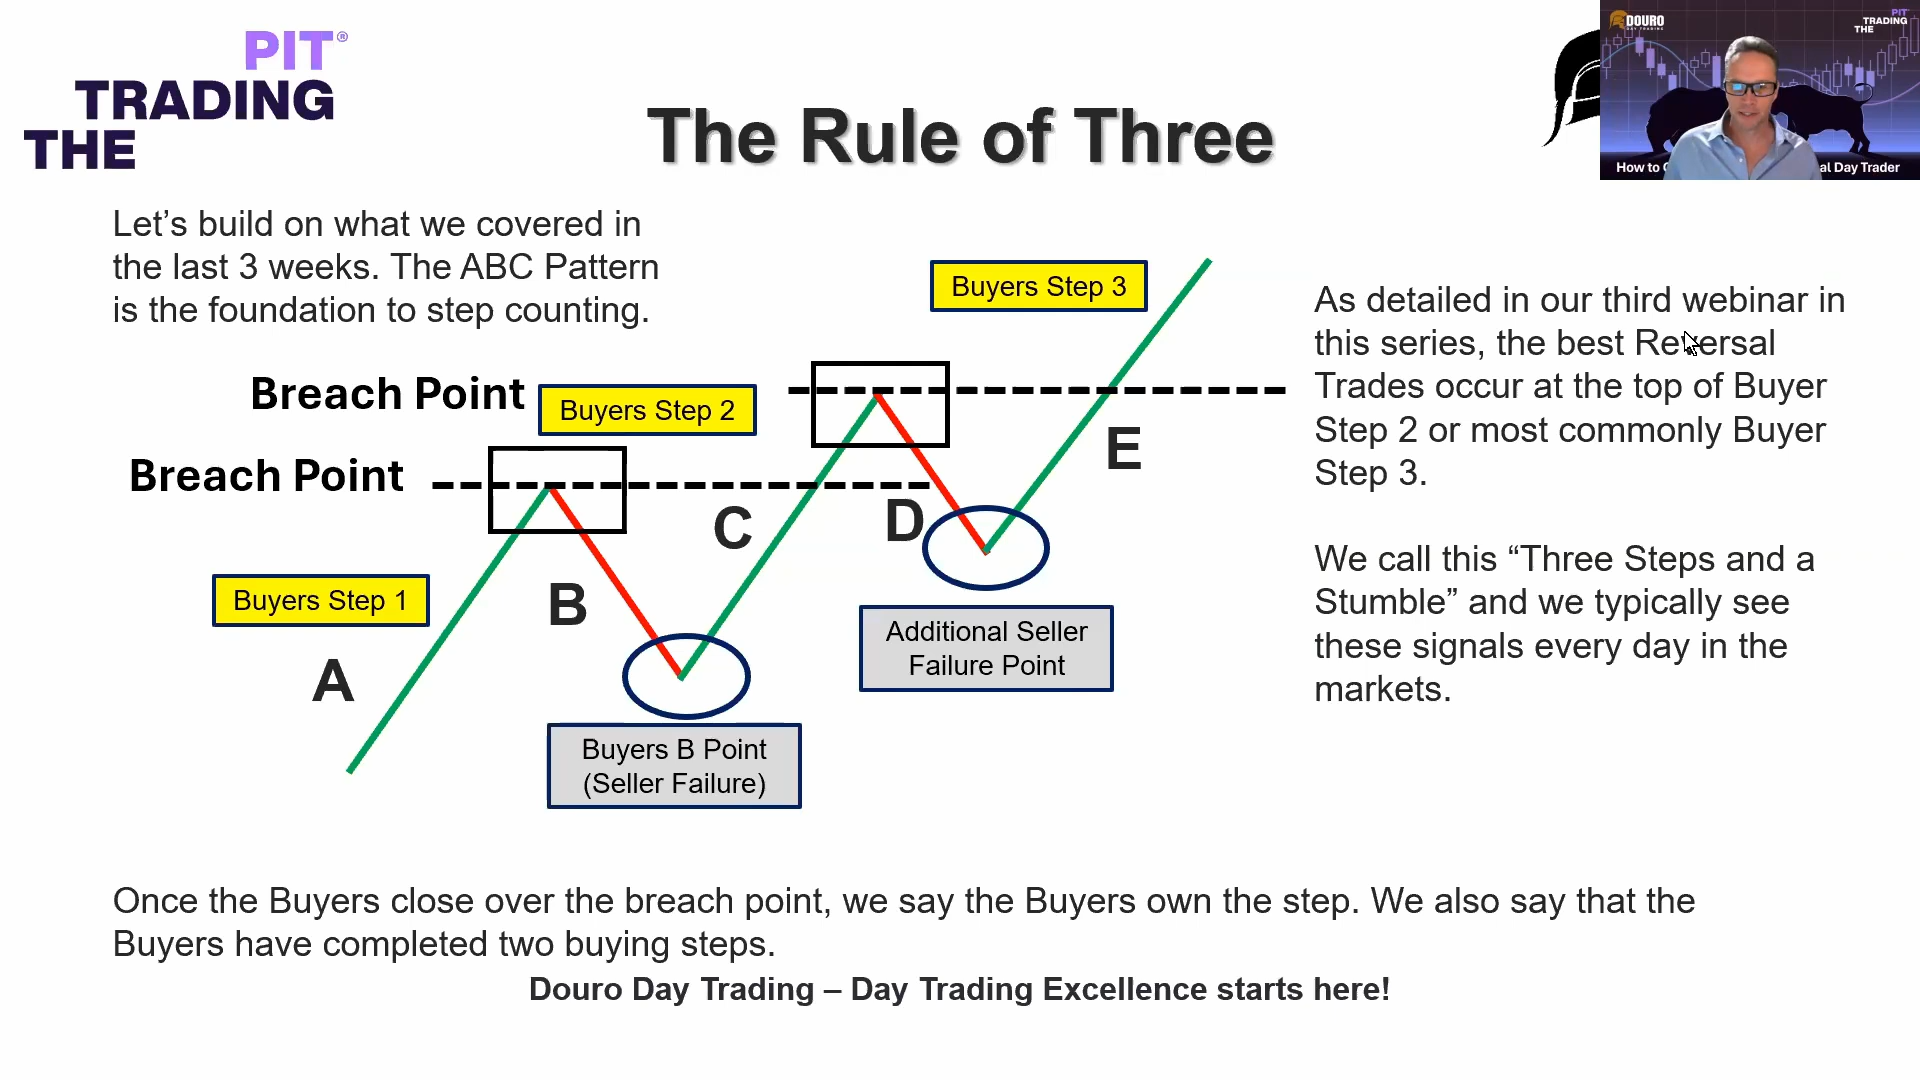 PIT®
TRADING
THE
The Rule of Three
DOURO
DAY TRADING
PIT
TRADING
THE
How to
al Day Trader
Let’s build on what we covered in
the last 3 weeks. The ABC Pattern
is the foundation to step counting.
Buyers Step 3
As detailed in our third webinar in
this series, the best Reversal
Trades occur at the top of Buyer
Step 2 or most commonly Buyer
Step 3.
We call this “Three Steps and a
Stumble” and we typically see
these signals every day in the
markets.
Breach Point
Buyers Step 2
Breach Point
E
C
D
Buyers Step 1
B
A
Additional Seller
Failure Point
Buyers B Point
(Seller Failure)
Once the Buyers close over the breach point, we say the Buyers own the step. We also say that the
Buyers have completed two buying steps.
Douro Day Trading – Day Trading Excellence starts here!